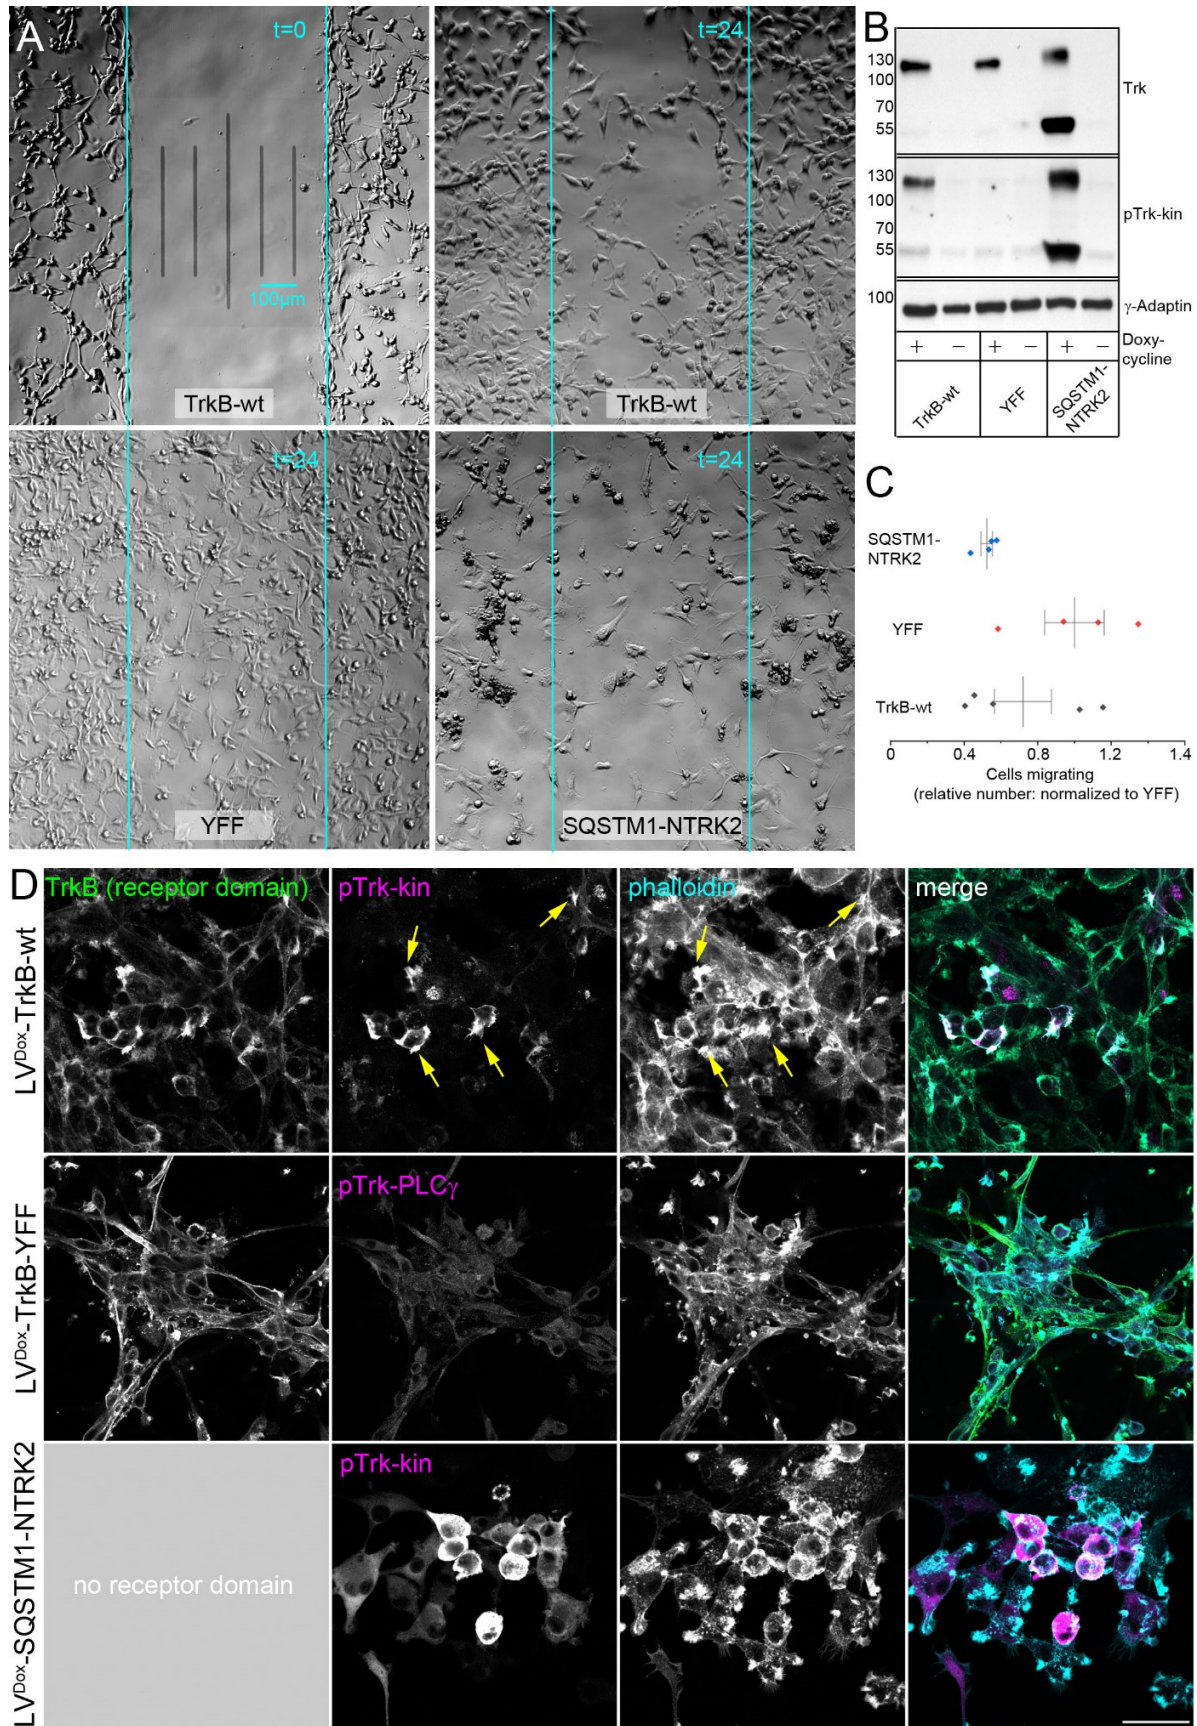 A
t=0
100µm
TrkB-wt
t=24
TrkB-wt
t=24
YFF
t=24
SQSTM1-NTRK2
B
130
100
70
55
Trk
130
100
70
55
pTrk-kin
100
γ-Adaptin
+ − + − + −
Doxy-
cycline
TrkB-wt
YFF
SQSTM1-
NTRK2
C
SQSTM1-
NTRK2
YFF
TrkB-wt
0 0.4 0.8 1.2 1.4
Cells migrating
(relative number: normalized to YFF)
D
TrkB (receptor domain)
pTrk-kin
phalloidin
merge
LVDox-TrkB-wt
pTrk-PLCγ
LVDox-TrkB-YFF
pTrk-kin
no receptor domain
LVDox-SQSTM1-NTRK2